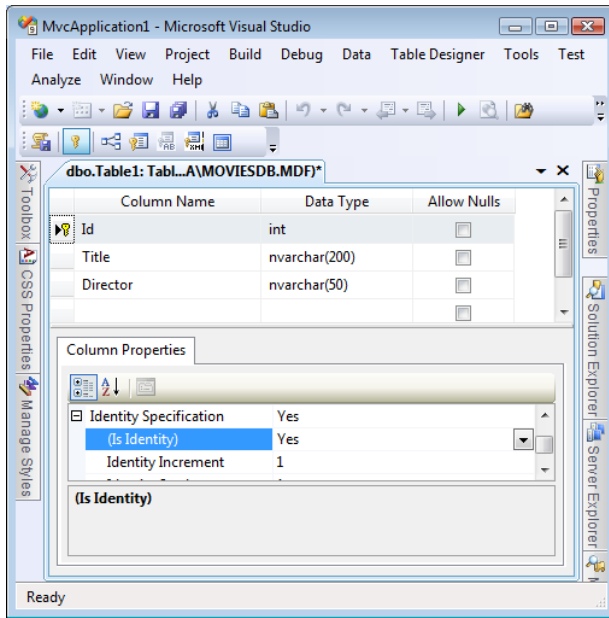 MvcApplication1 - Microsoft Visual Studio
File Edit View Project Build Debug Data Table Designer Tools Test
Analyze Window Help
dbo.Table1: Tabl...A\MOVIESDB.MDF)*
Column Name Data Type Allow Nulls
Id int
Title nvarchar(200)
Director nvarchar(50)
Column Properties
Identity Specification Yes
(Is Identity) Yes
Identity Increment 1
(Is Identity)
Toolbox
CSS Properties
Manage Styles
Properties
Solution Explorer
Server Explorer
Ready